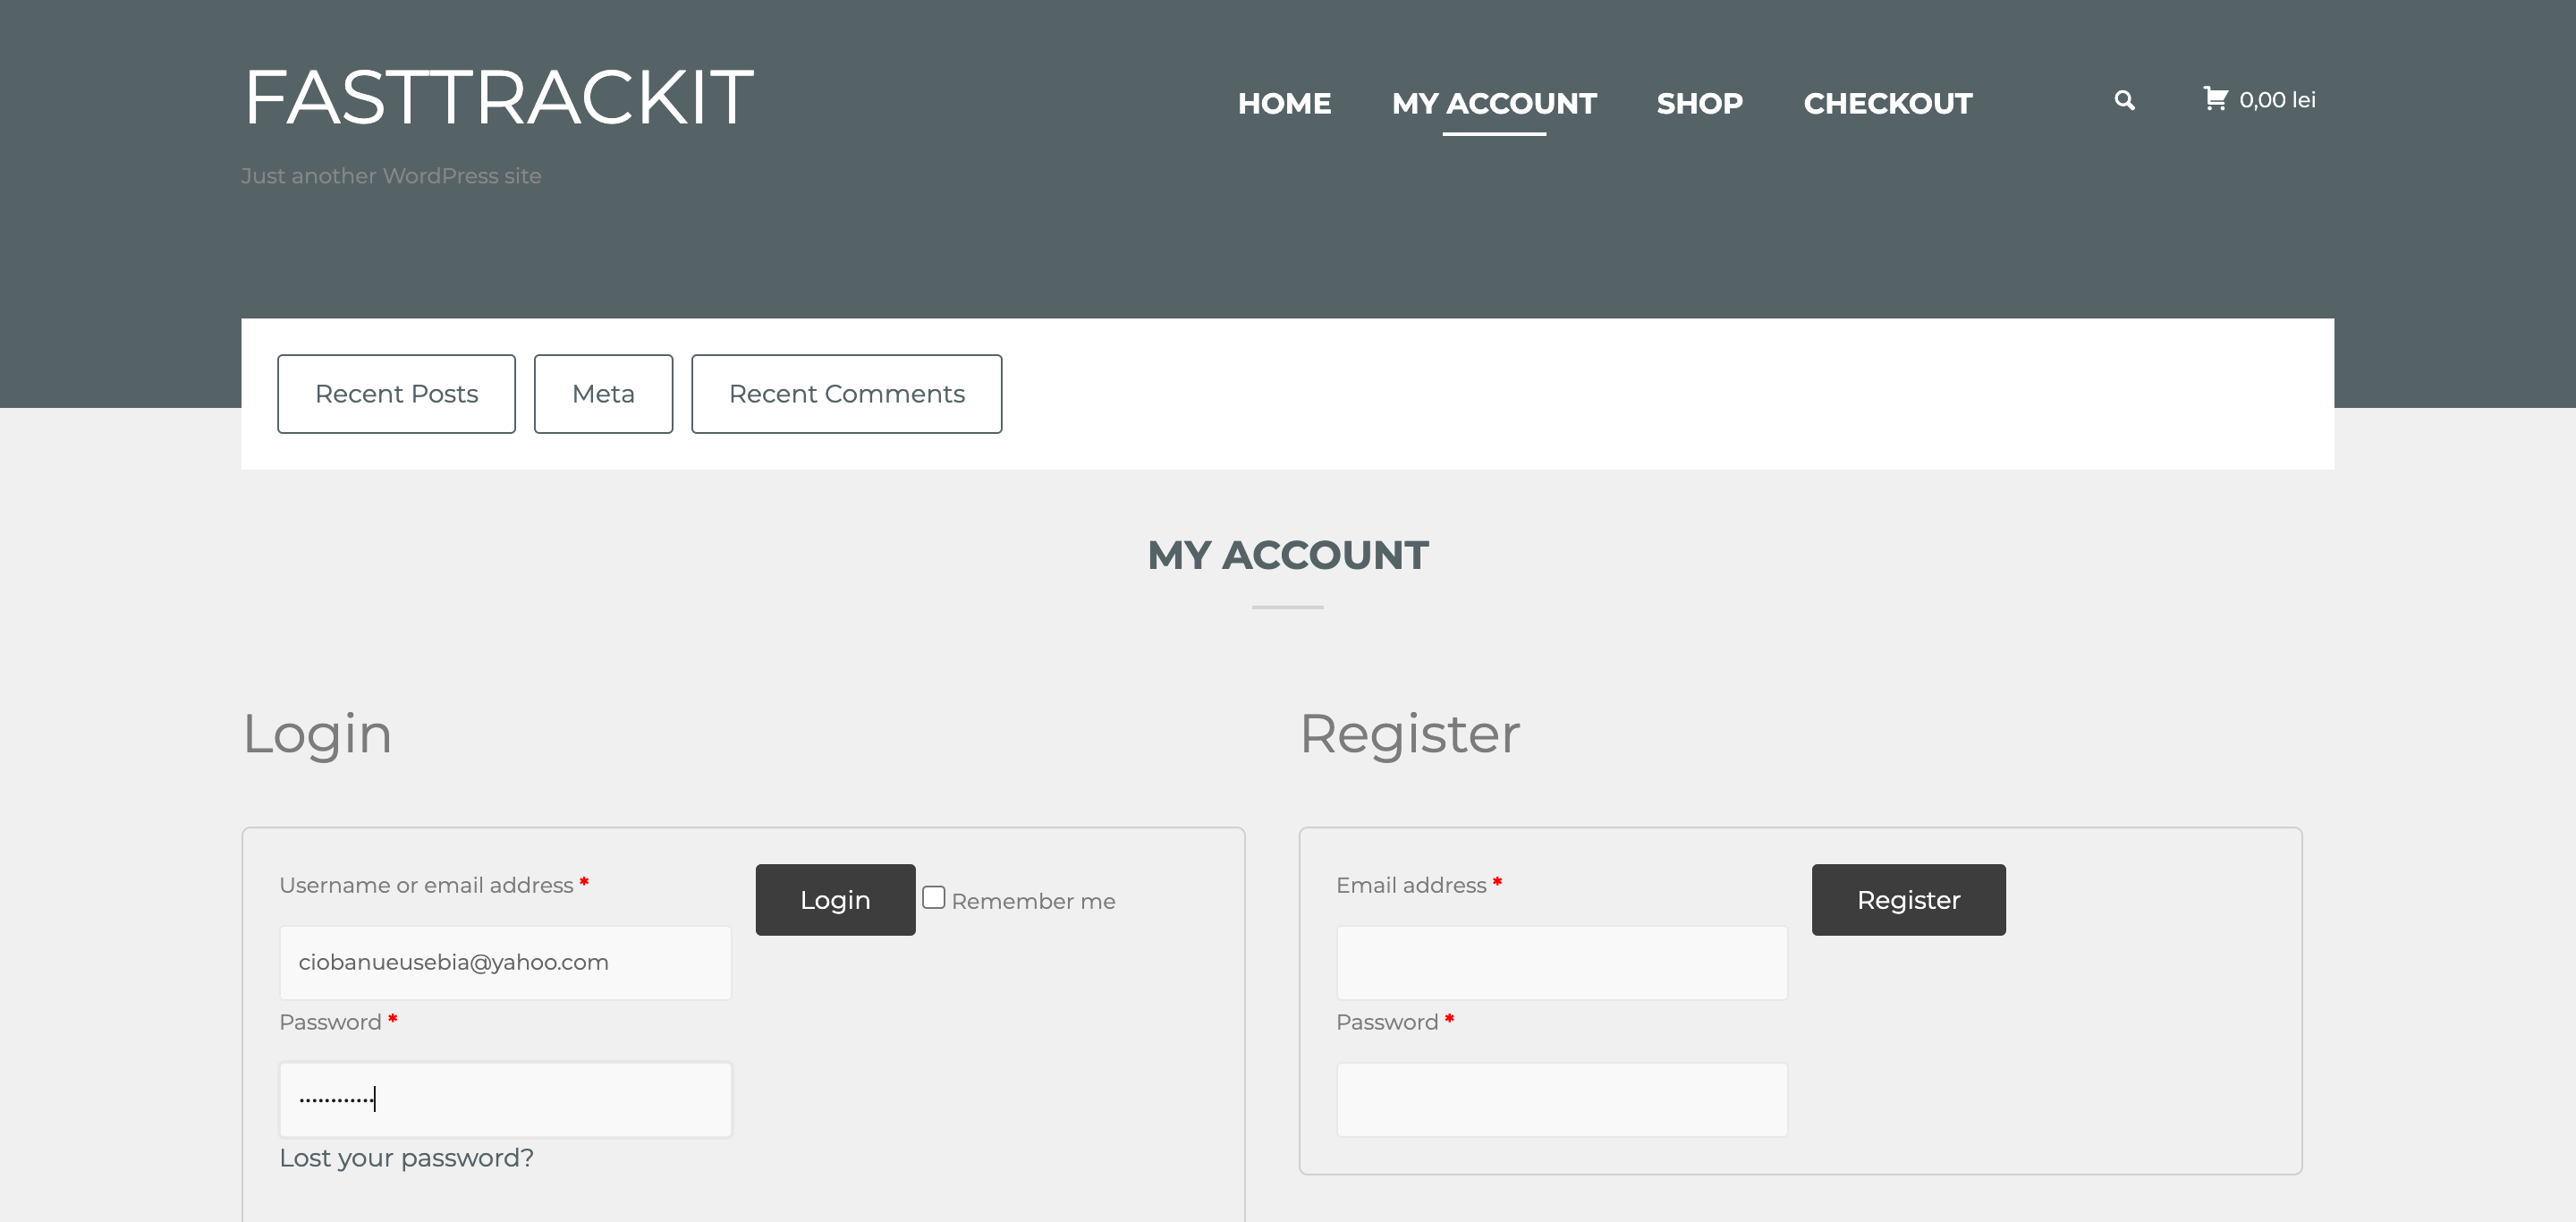 FASTTRACKIT
HOME MY ACCOUNT SHOP CHECKOUT 0,00 lei
Just another WordPress site
Recent Posts Meta Recent Comments
MY ACCOUNT
Login
Register
Username or email address *
Login Remember me
ciobanueusebia@yahoo.com
Password *
••••••••••••
Lost your password?
Email address *
Register
Password *